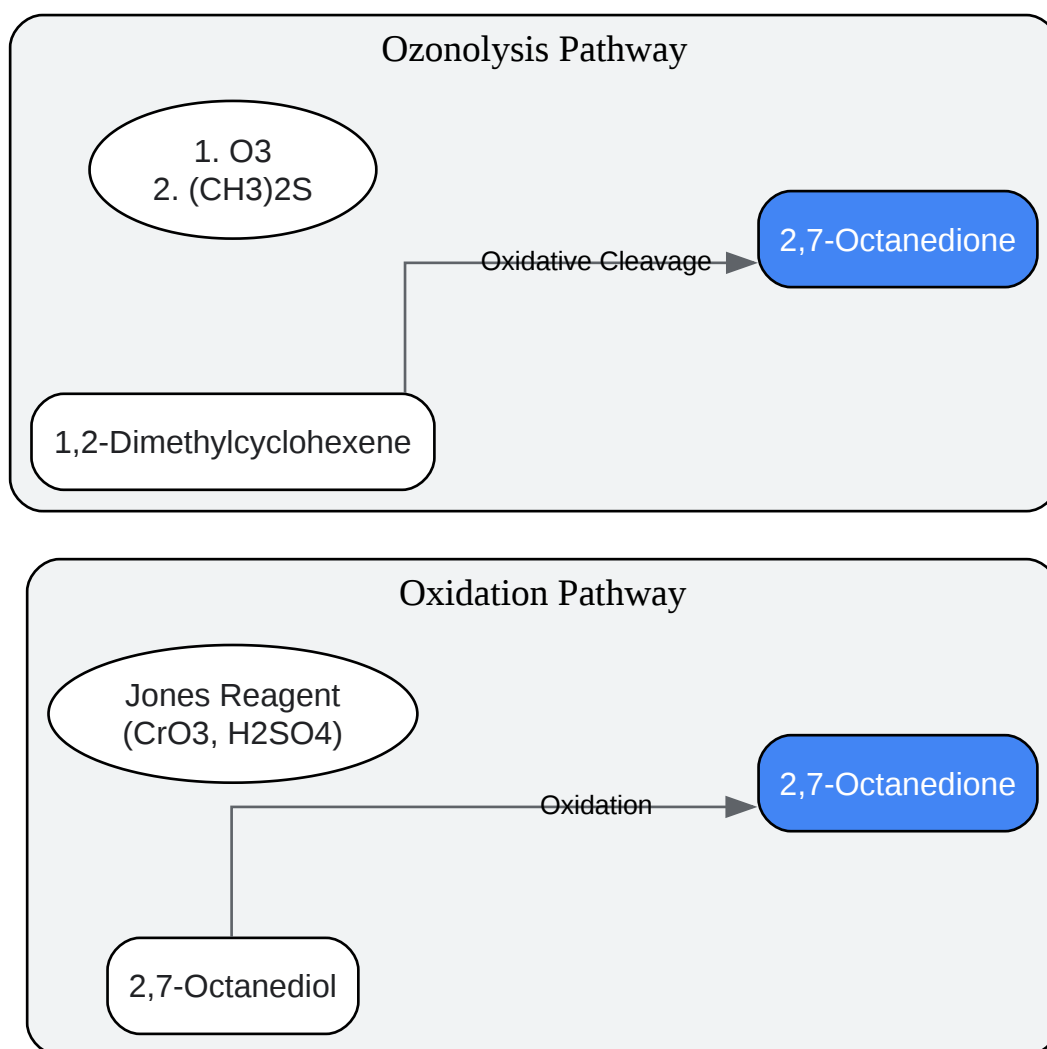 Ozonolysis Pathway
1. O3
2. (CH3)2S
2,7-Octanedione
Oxidative Cleavage
1,2-Dimethylcyclohexene
Oxidation Pathway
Jones Reagent
(CrO3, H2SO4)
2,7-Octanedione
Oxidation
2,7-Octanediol